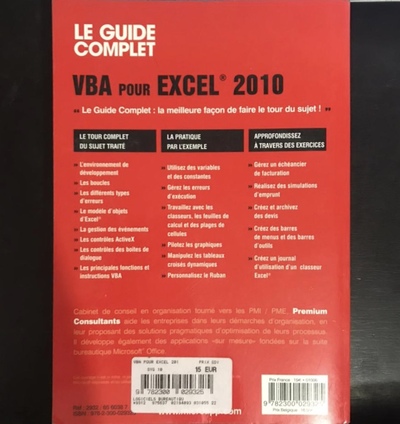 LE GUIDE
COMPLET
VBA POUR EXCEL® 2010
" Le Guide Complet : la meilleure façon de faire le tour du sujet ! "
LE TOUR COMPLET
DU SUJET TRAITÉ
L'environnement de
développement
Les boucles
Les différents types
d'erreurs
Le modèle d'objets
d'Excel®
La gestion des événements
Les contrôles ActiveX
Les contrôles des boîtes de
dialogue
Les principales fonctions et
instructions VBA
LA PRATIQUE
PAR L'EXEMPLE
Utilisez des variables
et des constantes
Gérez les erreurs
d'exécution
Travaillez avec les
classeurs, les feuilles de
calcul et des plages de
cellules
Pilotez les graphiques
Manipulez les tableaux
croisés dynamiques
Personnalisez le Ruban
APPROFONDISSEZ
À TRAVERS DES EXERCICES
Gérez un échéancier
de facturation
Réalisez des simulations
d'emprunt
Créez et archivez
des devis
Créez des barres
de menus et des barres
d'outils
Créez un journal
d'utilisation d'un classeur
Excel®
Cabinet de conseil en organisation tourné vers les PMI / PME, Premium
Consultants aide les entreprises dans leurs démarches d'organisation, en
leur proposant des solutions pragmatiques d'optimisation de leurs processus.
Il développe également des applications «sur mesure» fondées sur la suite
bureautique Microsoft® Office.
VBA POUR EXCEL 201
15 EUR
9 782300 029325
LOGICIELS BUREAUTIQU